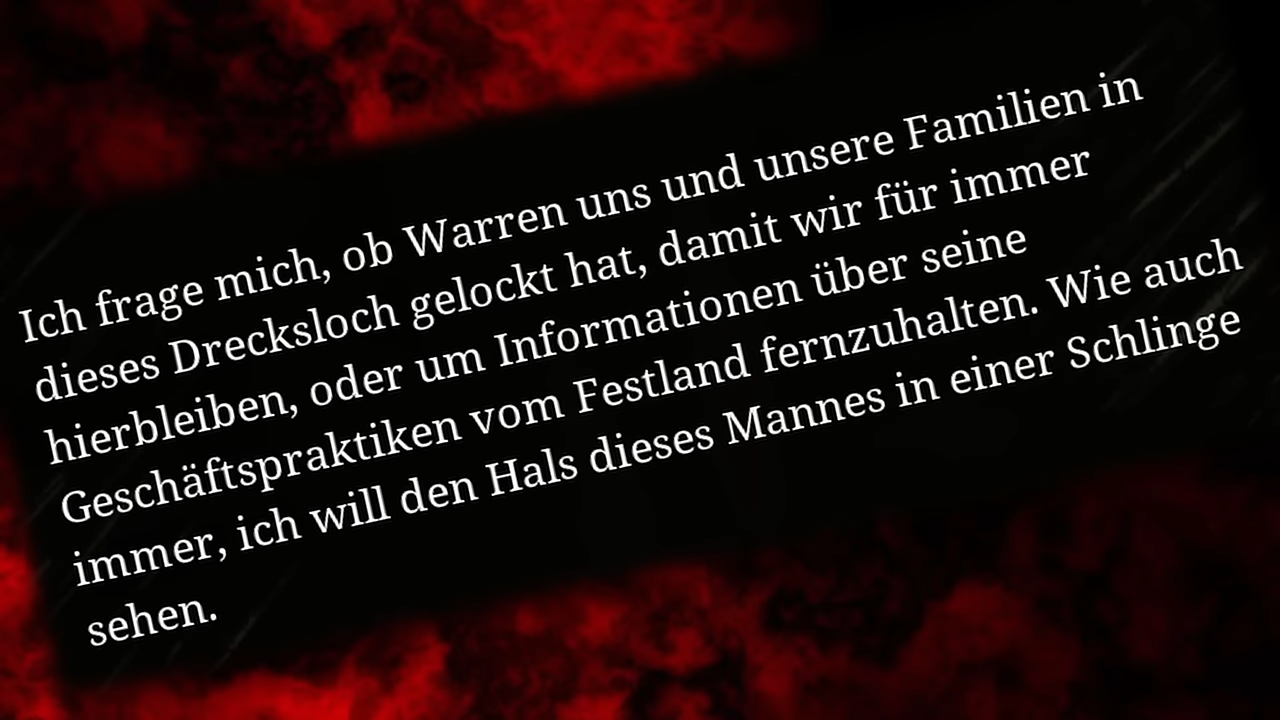 Ich frage mich, ob Warren uns und unsere Familien in
dieses Drecksloch gelockt hat, damit wir für immer
hierbleiben, oder um Informationen über seine
Geschäftspraktiken vom Festland fernzuhalten. Wie auch
immer, ich will den Hals dieses Mannes in einer Schlinge
sehen.